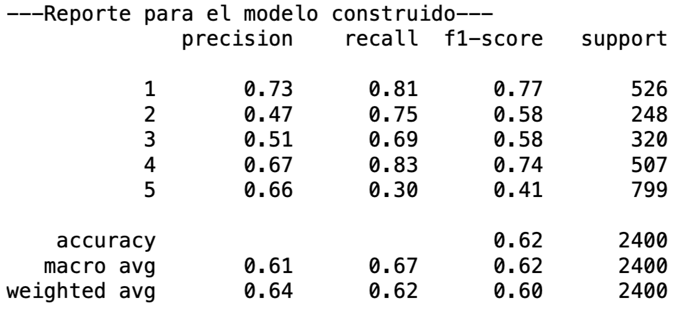 ---Reporte para el modelo construido---
precision recall f1-score support
1 0.73 0.81 0.77 526
2 0.47 0.75 0.58 248
3 0.51 0.69 0.58 320
4 0.67 0.83 0.74 507
5 0.66 0.30 0.41 799
accuracy 0.62 2400
macro avg 0.61 0.67 0.62 2400
weighted avg 0.64 0.62 0.60 2400